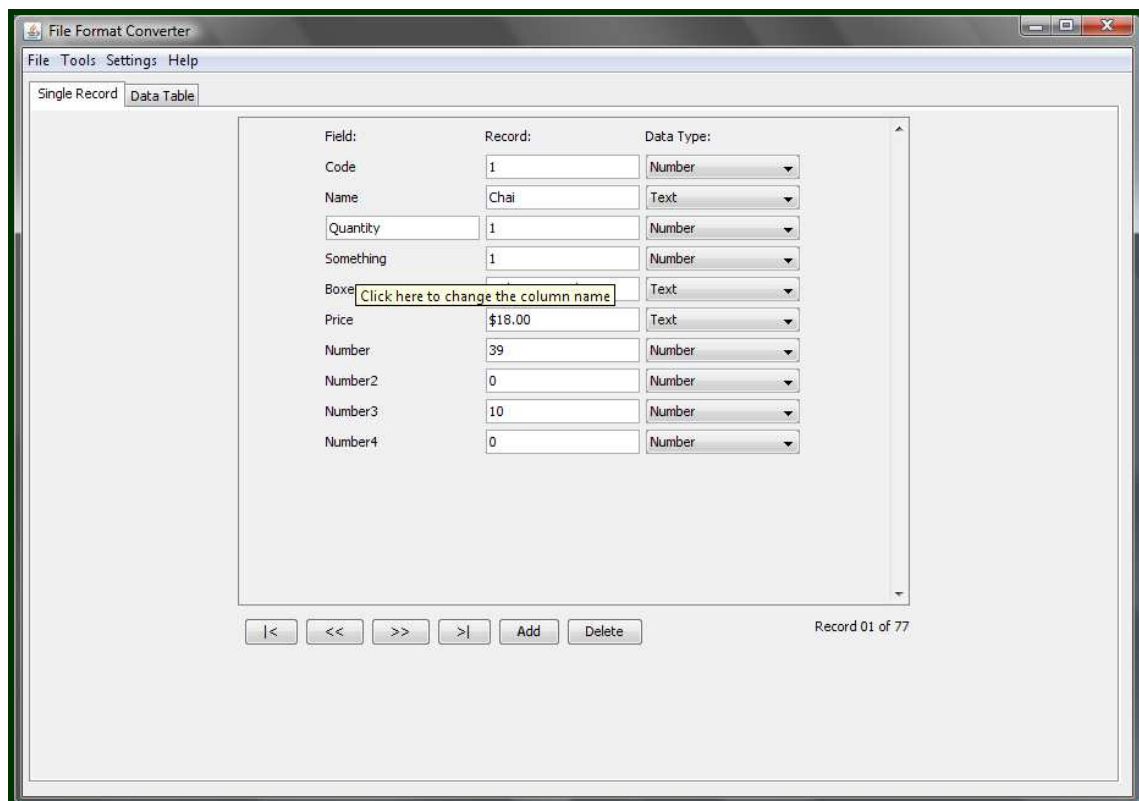 File Format Converter
File Tools Settings Help
Single Record Data Table
Field: Record: Data Type:
Code 1 Number
Name Chai Text
Quantity 1 Number
Something 1 Number
Text
Click here to change the column name
Price $18.00 Text
Number 39 Number
Number2 0 Number
Number3 10 Number
Number4 0 Number
|< << >> >| Add Delete Record 01 of 77